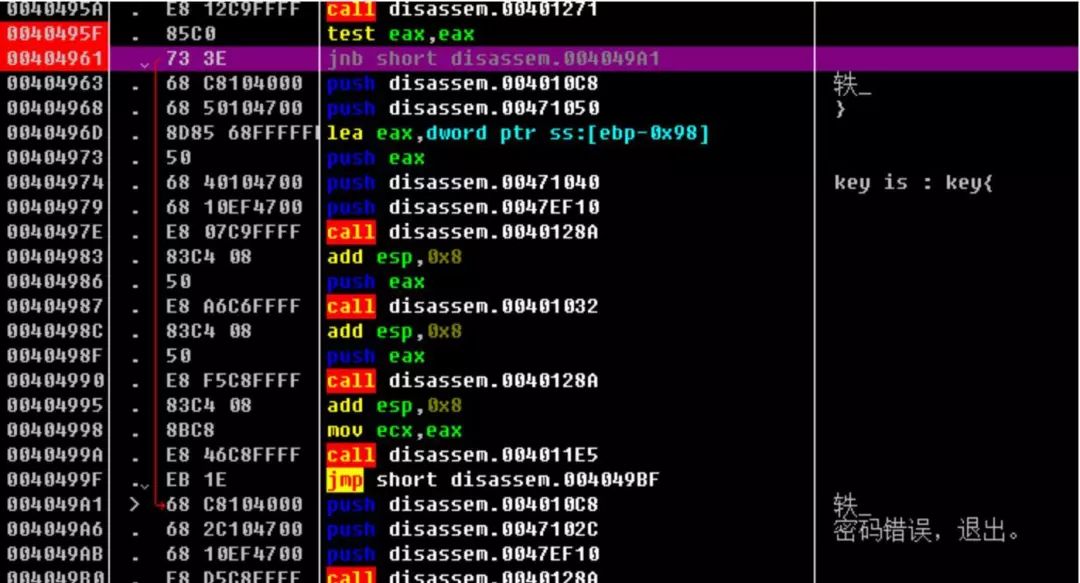 0040495A . E8 12C9FFFF call disassem.00401271
0040495F . 85C0 test eax,eax
00404961 . 73 3E jnb short disassem.004049A1
00404963 . 68 C8104000 push disassem.004010C8 轶_
00404968 . 68 50104700 push disassem.00471050 }
0040496D . 8D85 68FFFFF lea eax,dword ptr ss:[ebp-0x98]
00404973 . 50 push eax
00404974 . 68 40104700 push disassem.00471040 key is : key{
00404979 . 68 10EF4700 push disassem.0047EF10
0040497E . E8 07C9FFFF call disassem.0040128A
00404983 . 83C4 08 add esp,0x8
00404986 . 50 push eax
00404987 . E8 A6C6FFFF call disassem.00401032
0040498C . 83C4 08 add esp,0x8
0040498F . 50 push eax
00404990 . E8 F5C8FFFF call disassem.0040128A
00404995 . 83C4 08 add esp,0x8
00404998 . 8BC8 mov ecx,eax
0040499A . E8 46C8FFFF call disassem.004011E5
0040499F . EB 1E jmp short disassem.004049BF
004049A1 > 68 C8104000 push disassem.004010C8 轶_
004049A6 . 68 2C104700 push disassem.0047102C 密码错误，退出。
004049AB . 68 10EF4700 push disassem.0047EF10
004049B0 . E8 D5C8FFFF call disassem.0040128A